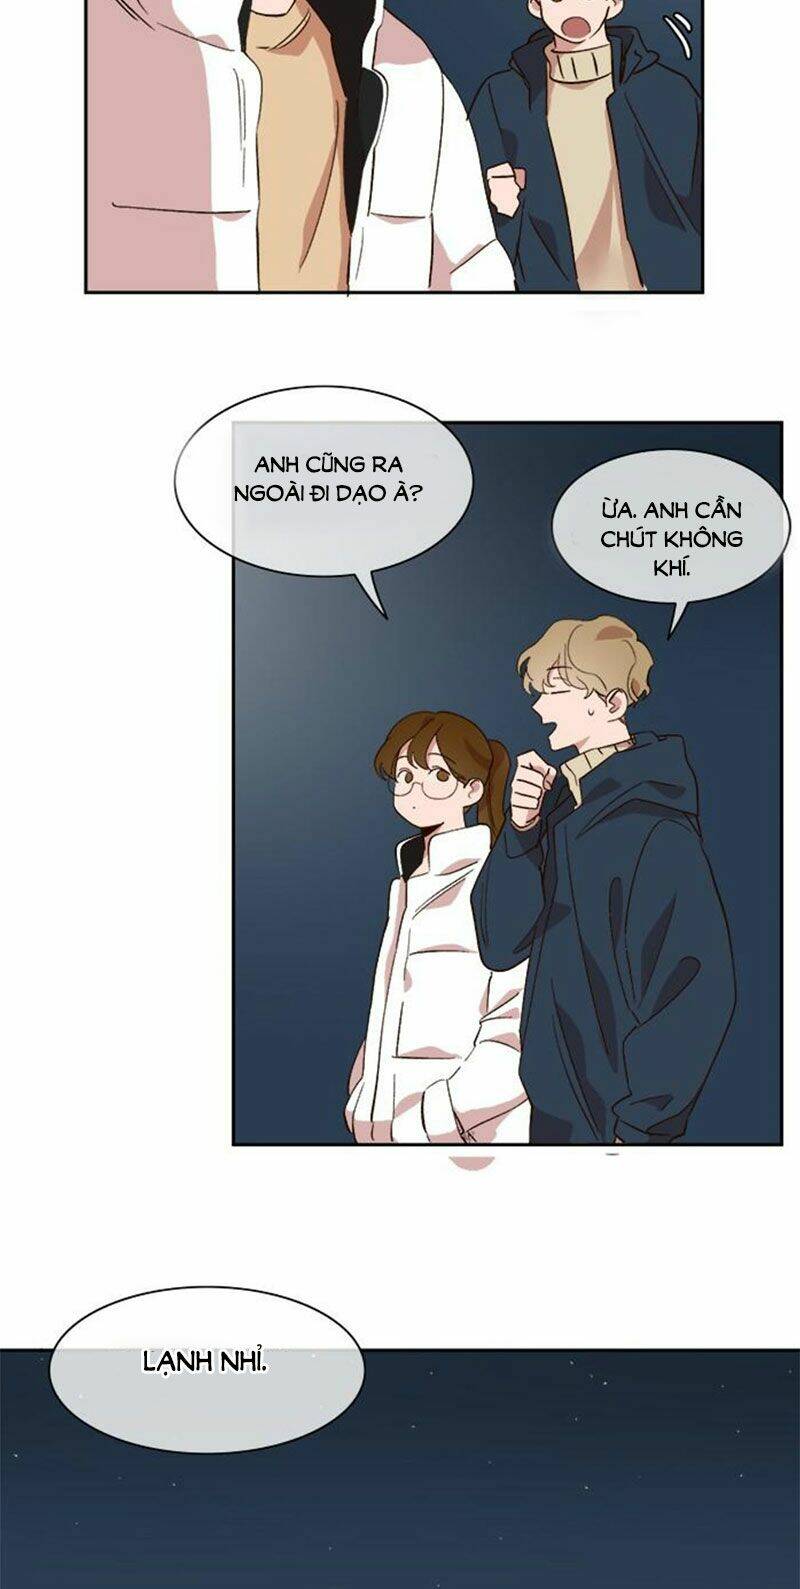 ANH CŨNG RA
NGOÀI ĐI DẠO À?
ỪA. ANH CẦN
CHÚT KHÔNG
KHÍ.
LẠNH NHỈ.